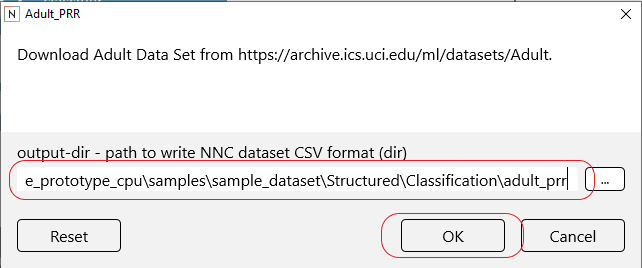 N Adult_PRR
Download Adult Data Set from https://archive.ics.uci.edu/ml/datasets/Adult.
output-dir - path to write NNC dataset CSV format (dir)
e_prototype_cpu\samples\sample_dataset\Structured\Classification\adult_prr ...
Reset OK Cancel